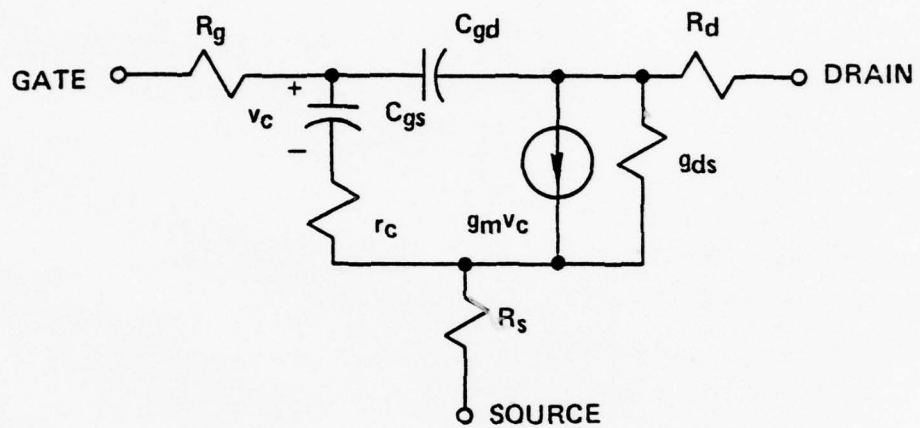 Rg
Cgd
Rd
GATE
DRAIN
+
vc
Cgs
−
gds
rc
gmvc
Rs
SOURCE